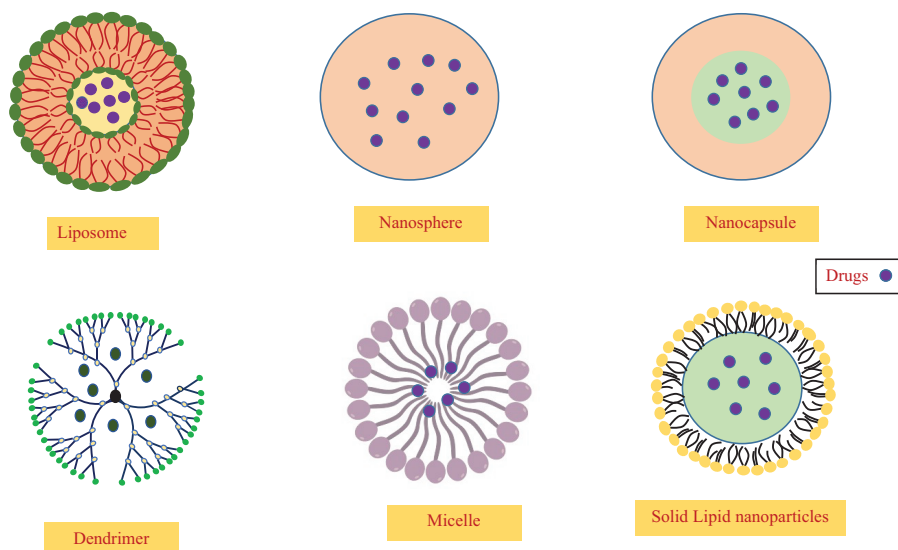 Liposome
Nanosphere
Nanocapsule
Drugs
Dendrimer
Micelle
Solid Lipid nanoparticles